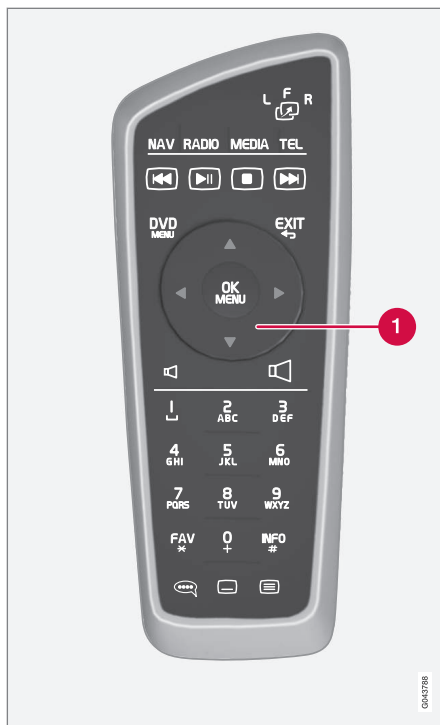 L F R
NAV RADIO MEDIA TEL
DVD EXIT
MENU
OK
MENU
1
1 2 3
ABC DEF
4 5 6
GHI JKL MNO
7 8 9
PQRS TUV WXYZ
FAV 0 INFO
* + #
G043788